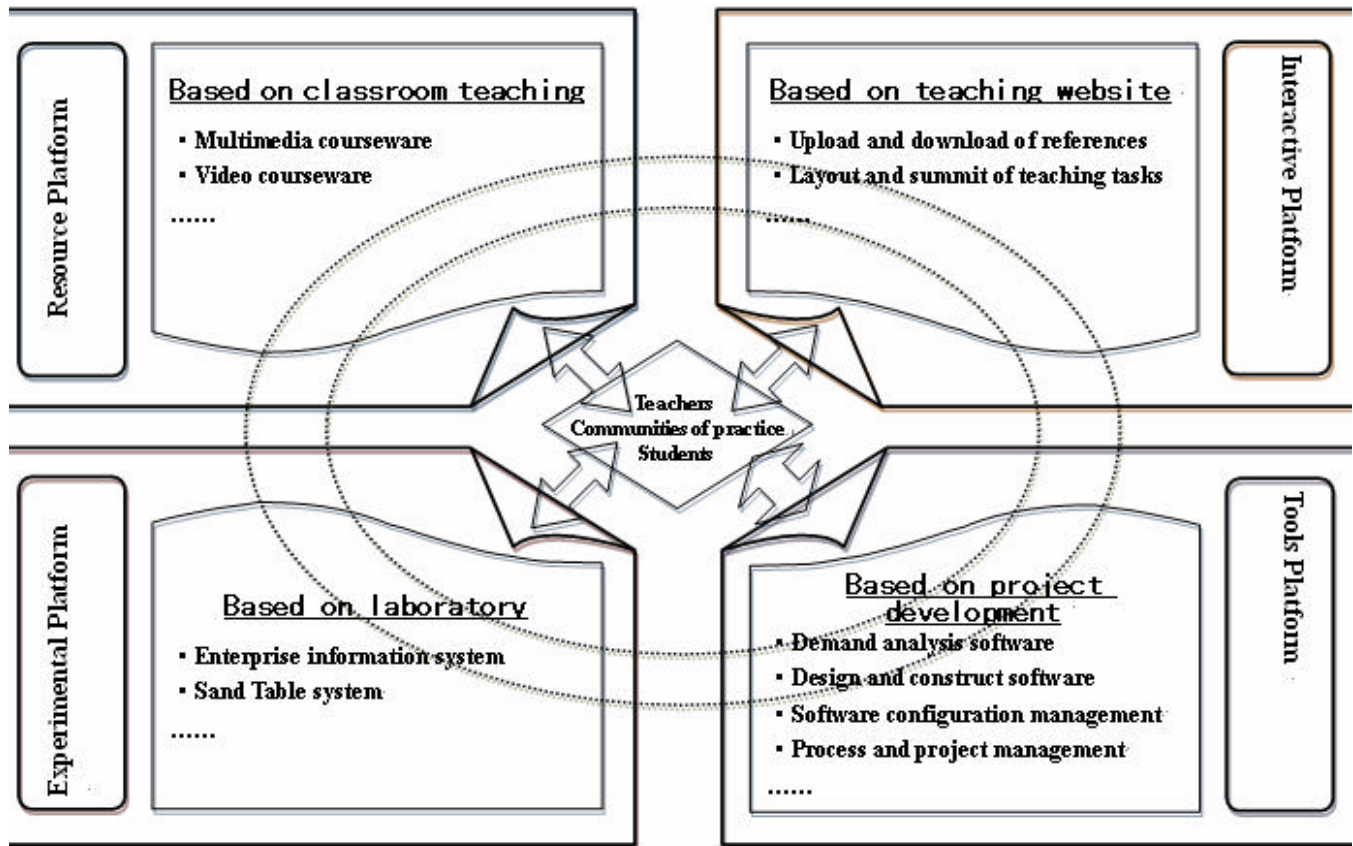 Resource Platform
Based on classroom teaching
▪ Multimedia courseware
▪ Video courseware
……
Based on teaching website
▪ Upload and download of references
▪ Layout and summit of teaching tasks
……
Interactive Platform
Teachers
Communities of practice
Students
Experimental Platform
Based on laboratory
▪ Enterprise information system
▪ Sand Table system
……
Based on project
development
▪ Demand analysis software
▪ Design and construct software
▪ Software configuration management
▪ Process and project management
……
Tools Platform